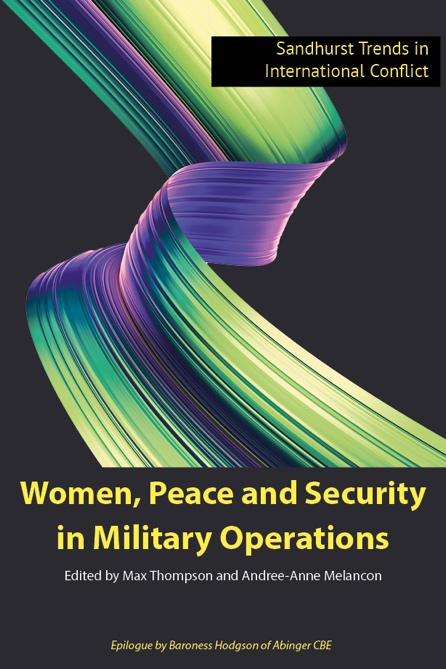 Sandhurst Trends in
International Conflict
Women, Peace and Security
in Military Operations
Edited by Max Thompson and Andree-Anne Melancon
Epilogue by Baroness Hodgson of Abinger CBE